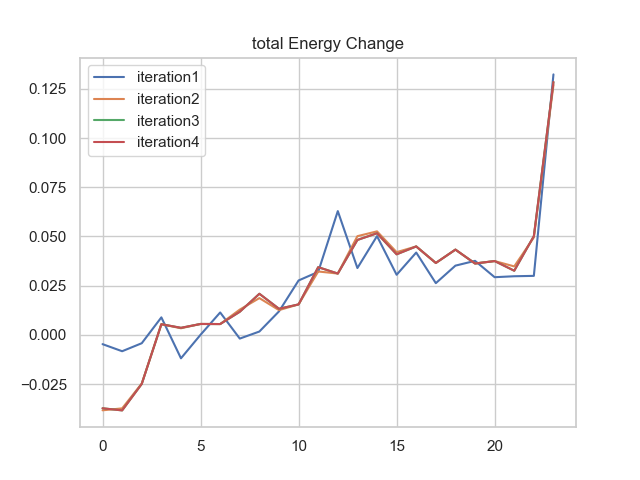 total Energy Change
iteration1
iteration2
iteration3
iteration4
0.125
0.100
0.075
0.050
0.025
0.000
−0.025
0 5 10 15 20